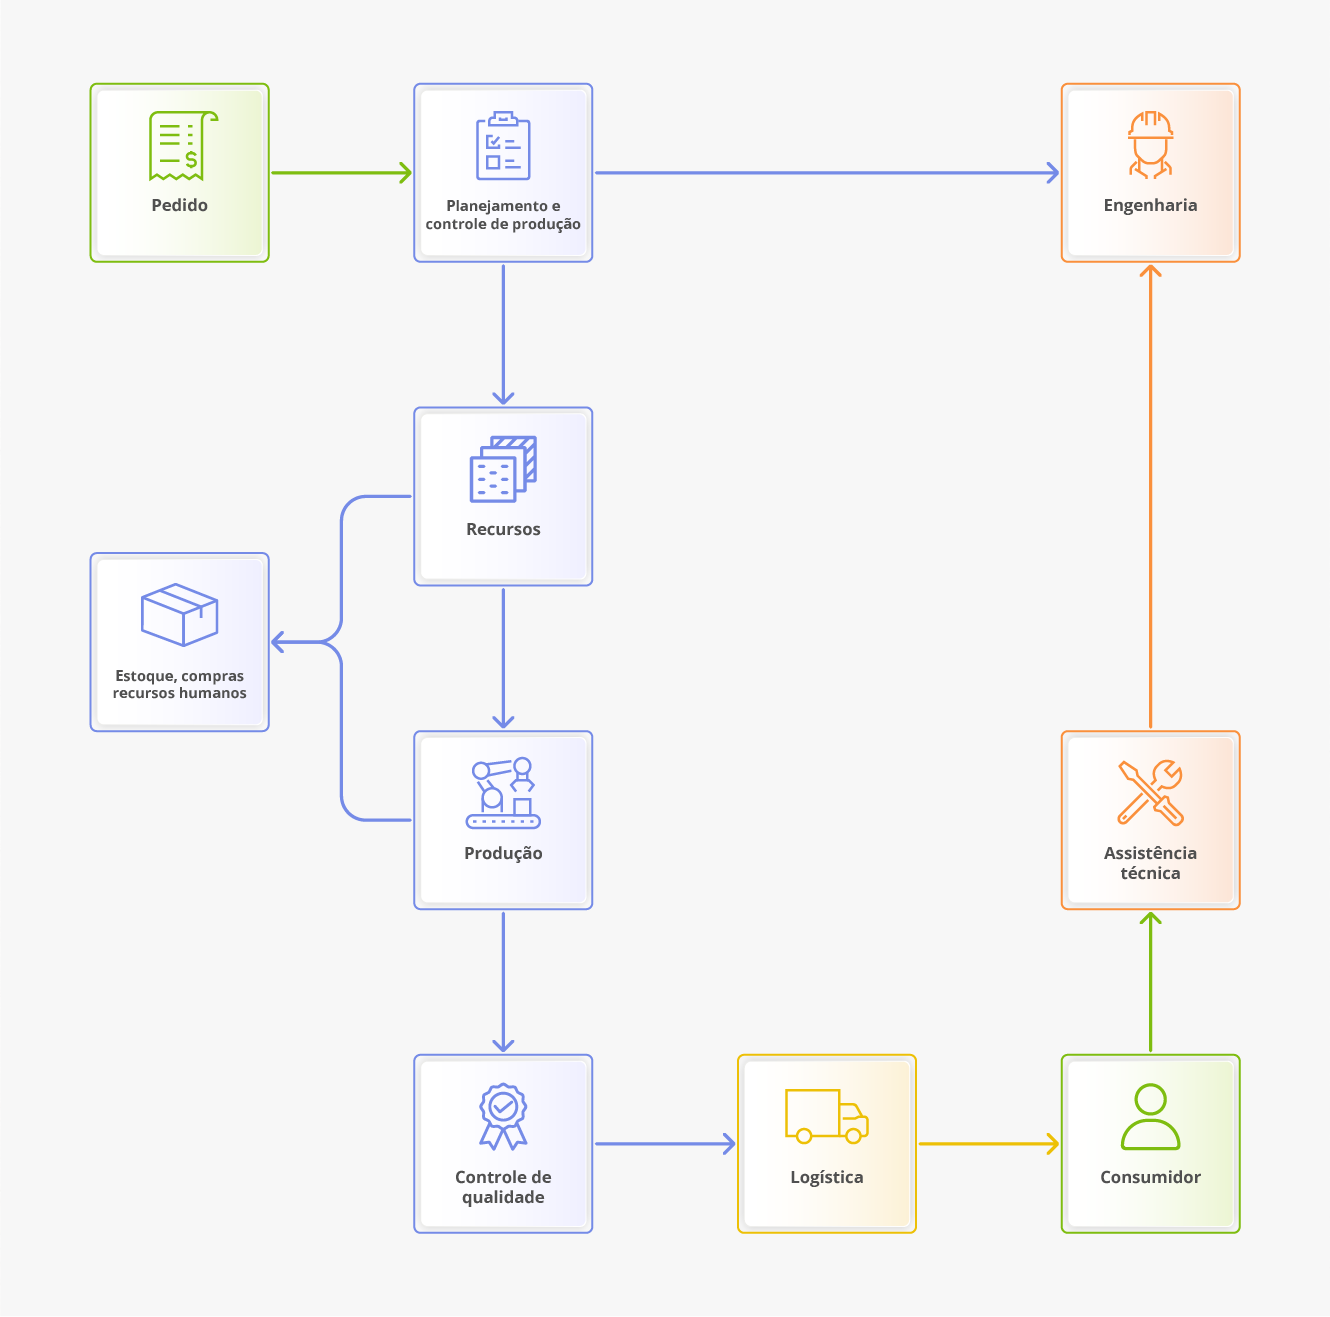 Pedido
Planejamento e
controle de produção
Engenharia
Recursos
Estoque, compras
recursos humanos
Produção
Assistência
técnica
Controle de
qualidade
Logística
Consumidor